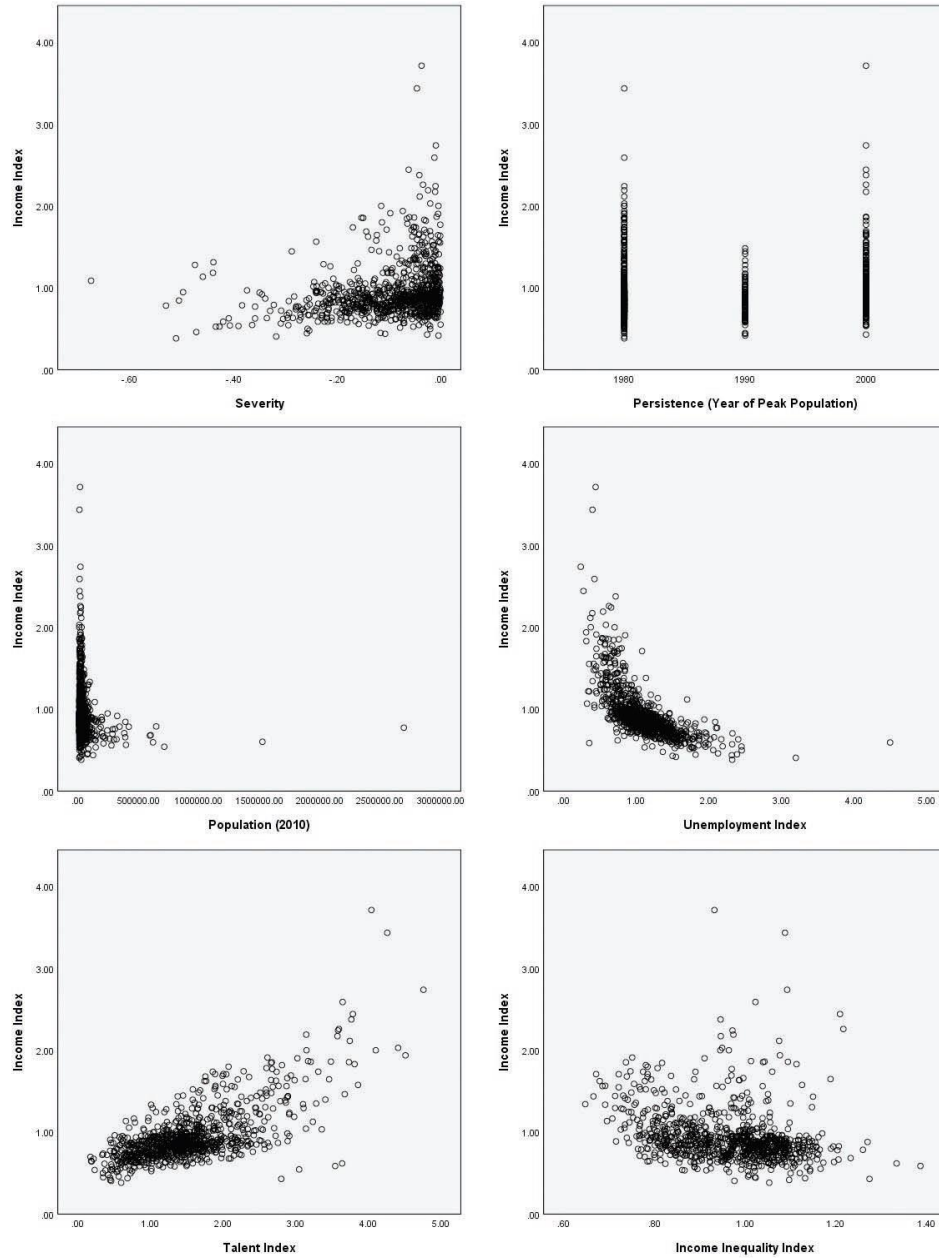 4.00 4.00
3.00 3.00
Income Index Income Index
2.00 2.00
1.00 1.00
.00 .00
-.60 -.40 -.20 .00 1980 1990 2000
Severity Persistence (Year of Peak Population)
4.00 4.00
3.00 3.00
Income Index Income Index
2.00 2.00
1.00 1.00
.00 .00
.00 500000.00 1000000.00 1500000.00 2000000.00 2500000.00 3000000.00 .00 1.00 2.00 3.00 4.00 5.00
Population (2010) Unemployment Index
4.00 4.00
3.00 3.00
Income Index Income Index
2.00 2.00
1.00 1.00
.00 .00
.00 1.00 2.00 3.00 4.00 5.00 .60 .80 1.00 1.20 1.40
Talent Index Income Inequality Index